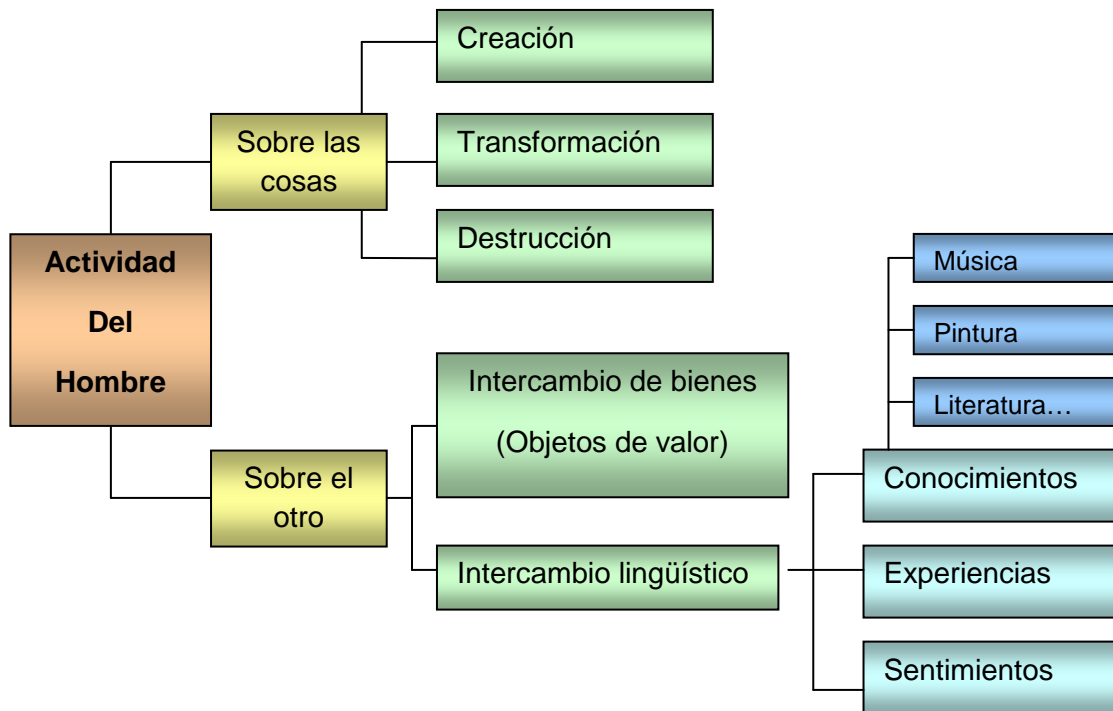 Creación
Sobre las
cosas
Transformación
Destrucción
Actividad
Del
Hombre
Música
Pintura
Literatura…
Intercambio de bienes
(Objetos de valor)
Sobre el
otro
Conocimientos
Intercambio lingüístico
Experiencias
Sentimientos